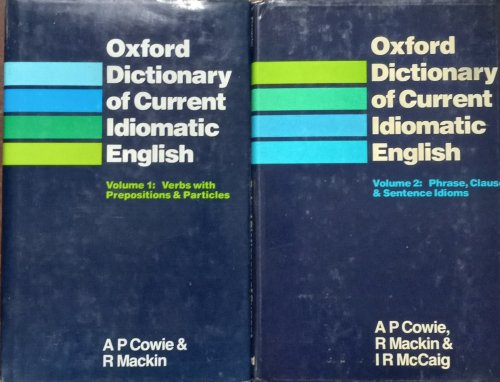 Oxford
Dictionary
of Current
Idiomatic
English
Volume 1: Verbs with
Prepositions & Particles
A P Cowie &
R Mackin
Oxford
Dictionary
of Current
Idiomatic
English
Volume 2: Phrase, Clause
& Sentence Idioms
A P Cowie,
R Mackin &
I R McCaig